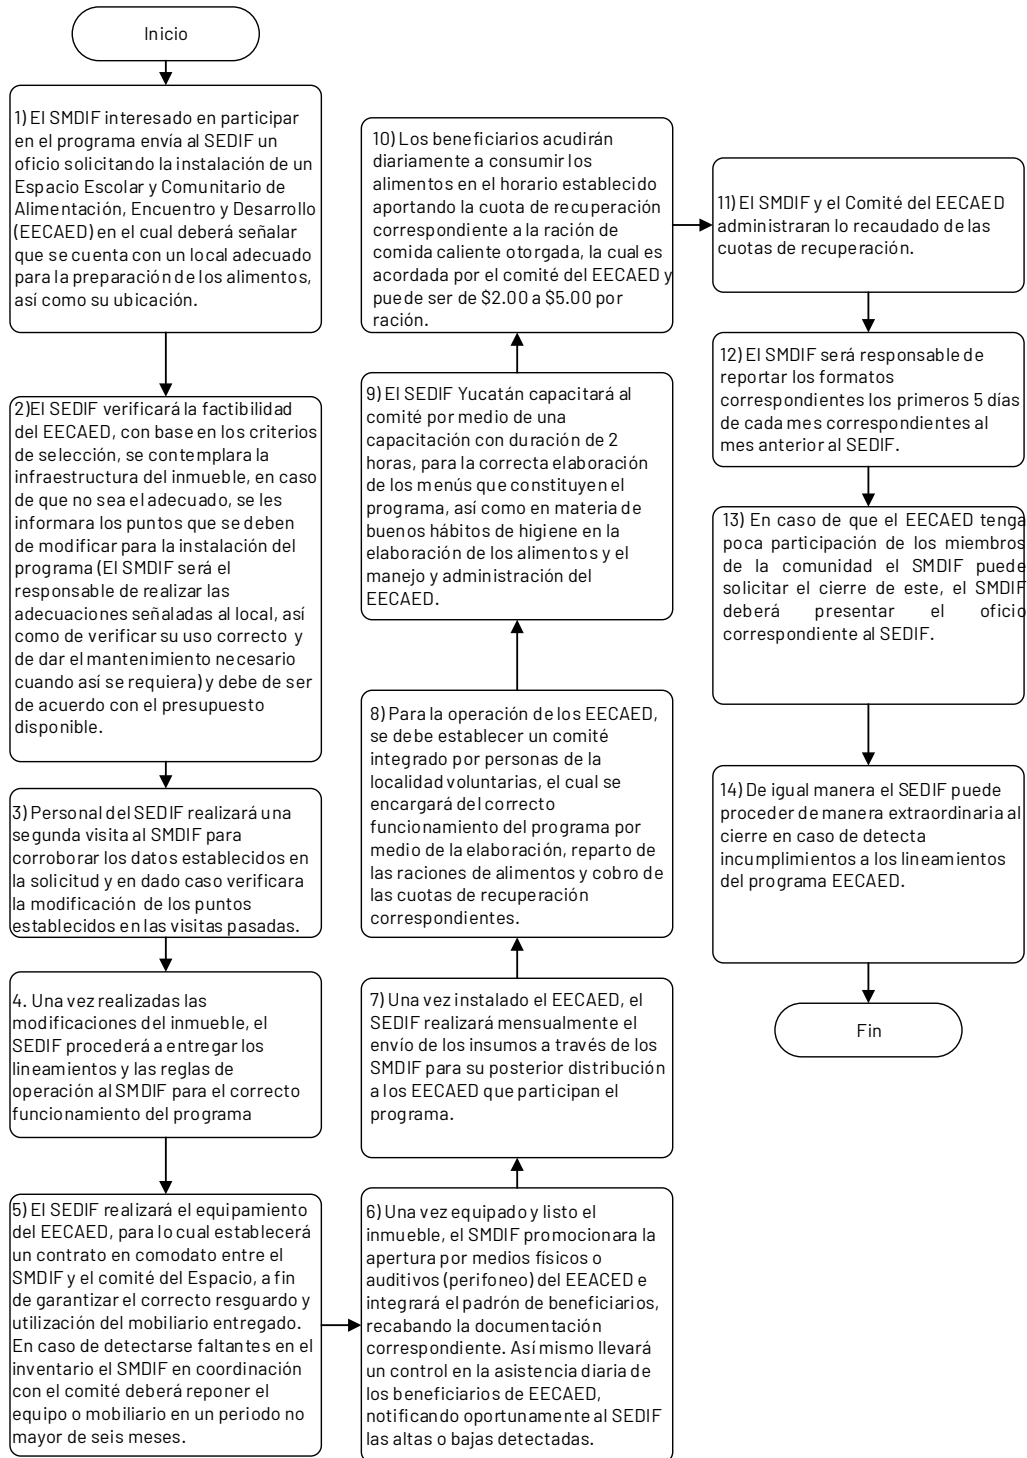 Inicio
1) El SMDIF interesado en participar
en el programa envía al SEDIF un
oficio solicitando la instalación de un
Espacio Escolar y Comunitario de
Alimentación, Encuentro y Desarrollo
(EECAED) en el cual deberá señalar
que se cuenta con un local adecuado
para la preparación de los alimentos,
así como su ubicación.
2)El SEDIF verificará la factibilidad
del EECAED, con base en los criterios
de selección, se contemplara la
infraestructura del inmueble, en caso
de que no sea el adecuado, se les
informara los puntos que se deben
de modificar para la instalación del
programa (El SMDIF será el
responsable de realizar las
adecuaciones señaladas al local, así
como de verificar su uso correcto y
de dar el mantenimiento necesario
cuando así se requiera) y debe de ser
de acuerdo con el presupuesto
disponible.
3) Personal del SEDIF realizará una
segunda visita al SMDIF para
corroborar los datos establecidos en
la solicitud y en dado caso verificara
la modificación de los puntos
establecidos en las visitas pasadas.
4. Una vez realizadas las
modificaciones del inmueble, el
SEDIF procederá a entregar los
lineamientos y las reglas de
operación al SMDIF para el correcto
funcionamiento del programa
5) El SEDIF realizará el equipamiento
del EECAED, para lo cual establecerá
un contrato en comodato entre el
SMDIF y el comité del Espacio, a fin
de garantizar el correcto resguardo y
utilización del mobiliario entregado.
En caso de detectarse faltantes en el
inventario el SMDIF en coordinación
con el comité deberá reponer el
equipo o mobiliario en un periodo no
mayor de seis meses.
6) Una vez equipado y listo el
inmueble, el SMDIF promocionara la
apertura por medios físicos o
auditivos (perifoneo) del EEACED e
integrará el padrón de beneficiarios,
recabando la documentación
correspondiente. Así mismo llevará
un control en la asistencia diaria de
los beneficiarios de EECAED,
notificando oportunamente al SEDIF
las altas o bajas detectadas.
7) Una vez instalado el EECAED, el
SEDIF realizará mensualmente el
envío de los insumos a través de los
SMDIF para su posterior distribución
a los EECAED que participan el
programa.
8) Para la operación de los EECAED,
se debe establecer un comité
integrado por personas de la
localidad voluntarias, el cual se
encargará del correcto
funcionamiento del programa por
medio de la elaboración, reparto de
las raciones de alimentos y cobro de
las cuotas de recuperación
correspondientes.
9) El SEDIF Yucatán capacitará al
comité por medio de una
capacitación con duración de 2
horas, para la correcta elaboración
de los menús que constituyen el
programa, así como en materia de
buenos hábitos de higiene en la
elaboración de los alimentos y el
manejo y administración del
EECAED.
10) Los beneficiarios acudirán
diariamente a consumir los
alimentos en el horario establecido
aportando la cuota de recuperación
correspondiente a la ración de
comida caliente otorgada, la cual es
acordada por el comité del EECAED y
puede ser de $2.00 a $5.00 por
ración.
11) El SMDIF y el Comité del EECAED
administraran lo recaudado de las
cuotas de recuperación.
12) El SMDIF será responsable de
reportar los formatos
correspondientes los primeros 5 días
de cada mes correspondientes al
mes anterior al SEDIF.
13) En caso de que el EECAED tenga
poca participación de los miembros
de la comunidad el SMDIF puede
solicitar el cierre de este, el SMDIF
deberá presentar el oficio
correspondiente al SEDIF.
14) De igual manera el SEDIF puede
proceder de manera extraordinaria al
cierre en caso de detecta
incumplimientos a los lineamientos
del programa EECAED.
Fin